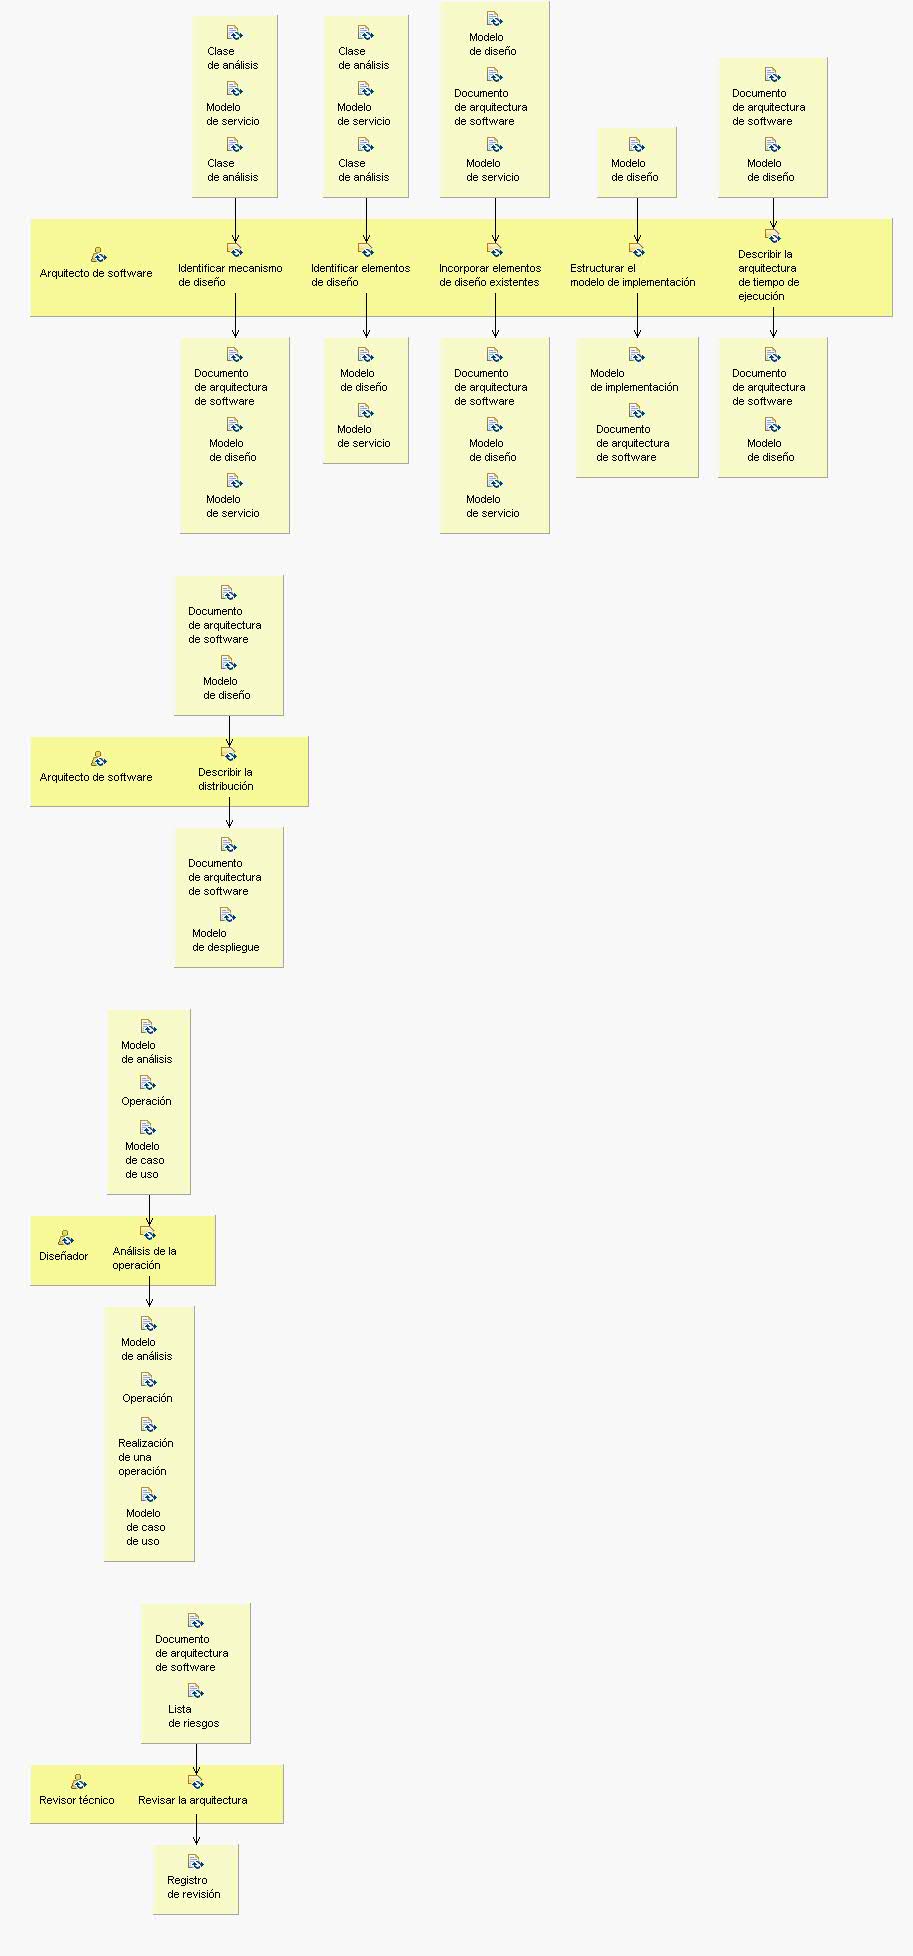 Clase
de análisis
Modelo
de servicio
Clase
de análisis
Clase
de análisis
Modelo
de servicio
Clase
de análisis
Modelo
de diseño
Documento
de arquitectura
de software
Modelo
de servicio
Modelo
de diseño
Documento
de arquitectura
de software
Modelo
de diseño
Arquitecto de software
Identificar mecanismo
de diseño
Identificar elementos
de diseño
Incorporar elementos
de diseño existentes
Estructurar el
modelo de implementación
Describir la
arquitectura
de tiempo de
ejecución
Documento
de arquitectura
de software
Modelo
de diseño
Modelo
de servicio
Modelo
de diseño
Modelo
de servicio
Documento
de arquitectura
de software
Modelo
de diseño
Modelo
de servicio
Modelo
de implementación
Documento
de arquitectura
de software
Documento
de arquitectura
de software
Modelo
de diseño
Documento
de arquitectura
de software
Modelo
de diseño
Arquitecto de software
Describir la
distribución
Documento
de arquitectura
de software
Modelo
de despliegue
Modelo
de análisis
Operación
Modelo
de caso
de uso
Diseñador
Análisis de la
operación
Modelo
de análisis
Operación
Realización
de una
operación
Modelo
de caso
de uso
Documento
de arquitectura
de software
Lista
de riesgos
Revisor técnico
Revisar la arquitectura
Registro
de revisión